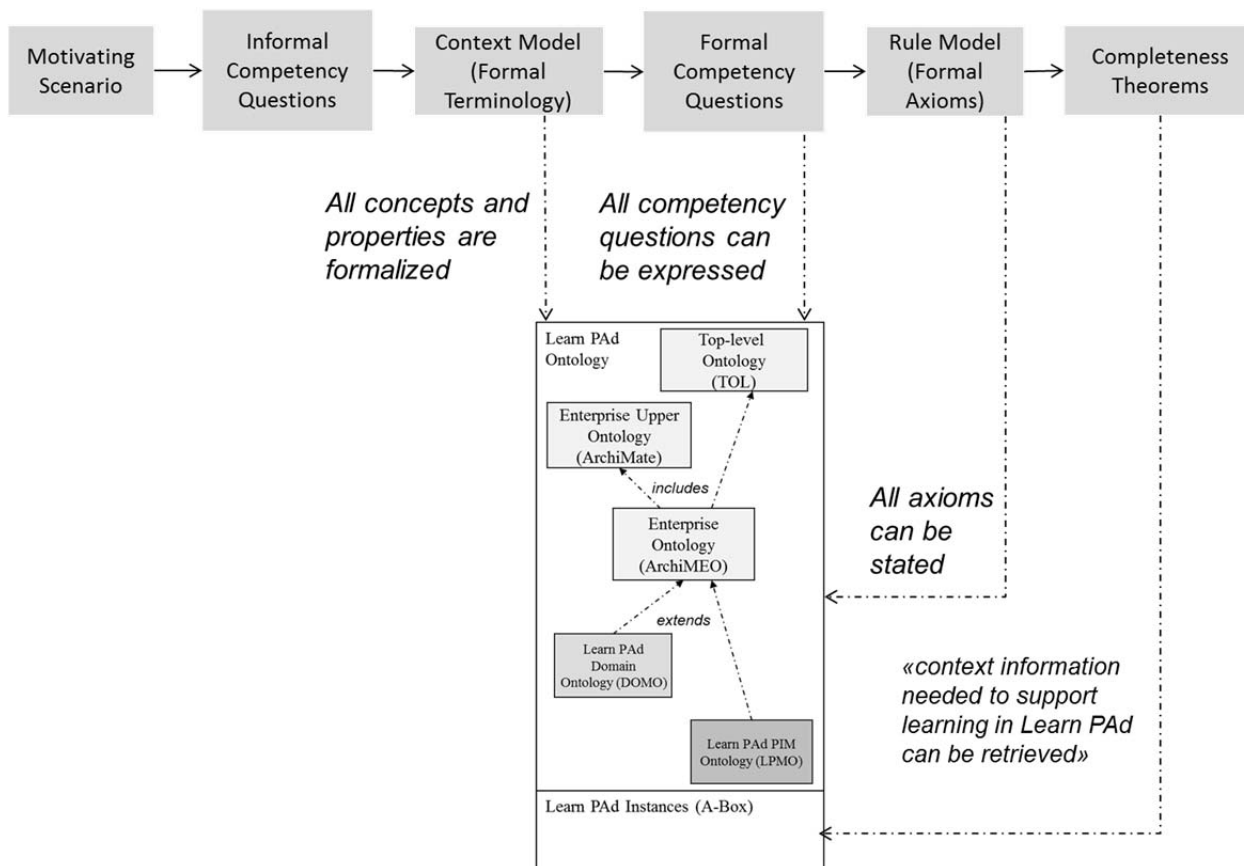 Motivating
Scenario
Informal
Competency
Questions
Context Model
(Formal
Terminology)
Formal
Competency
Questions
Rule Model
(Formal
Axioms)
Completeness
Theorems
All concepts and
properties are
formalized
All competency
questions can
be expressed
Learn PAd
Ontology
Top-level
Ontology
(TOL)
Enterprise Upper
Ontology
(ArchiMate)
includes
Enterprise
Ontology
(ArchiMEO)
extends
Learn PAd
Domain
Ontology (DOMO)
Learn PAd PIM
Ontology (LPMO)
Learn PAd Instances (A-Box)
All axioms
can be
stated
«context information
needed to support
learning in Learn PAd
can be retrieved»